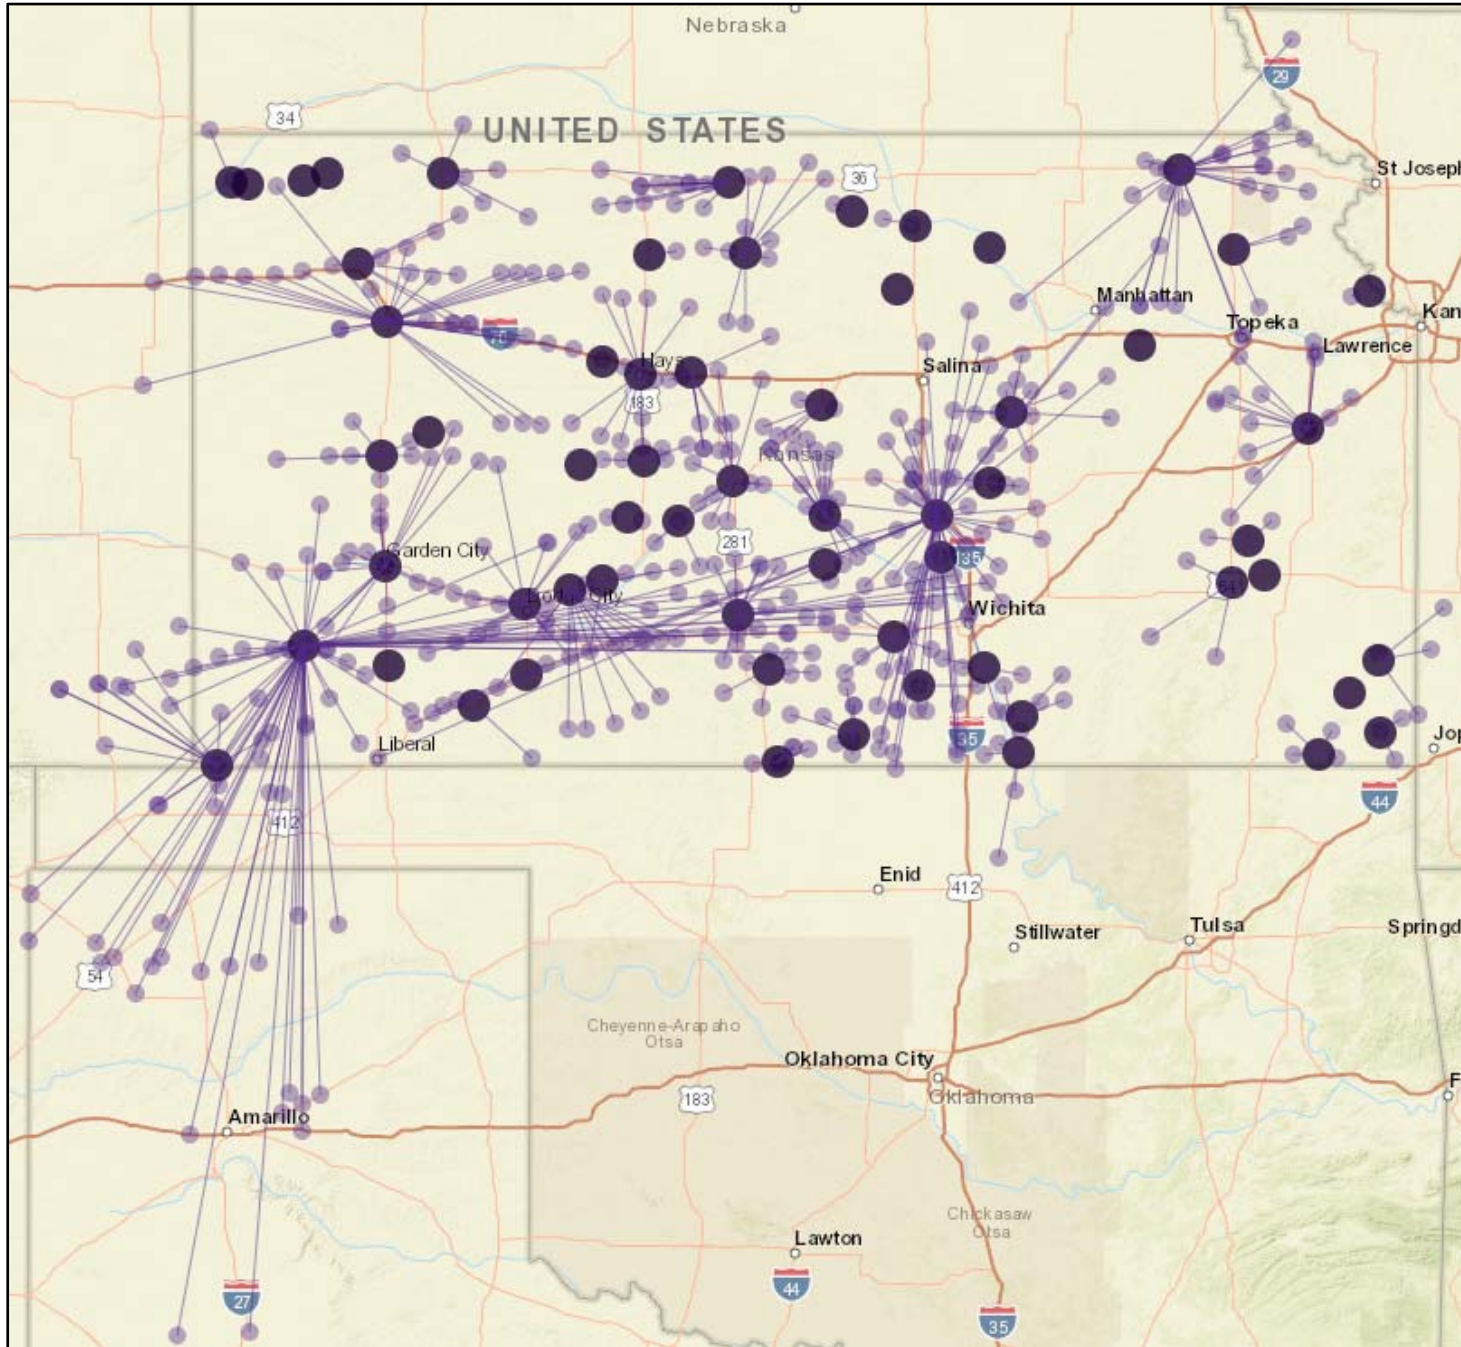 Nebraska
29
34
UNITED STATES
36
St Joseph
Manhattan
Topeka
Kan
70
Lawrence
Hays
Salina
183
Kansas
281
Garden City
35
City
Wichita
35
Liberal
Jop
44
412
Enid
412
Stillwater
Tulsa
Springd
54
Cheyenne-Arapaho
Otsa
Oklahoma City
Oklahoma
183
F
Amarillo
Chickasaw
Otsa
Lawton
27
44
35